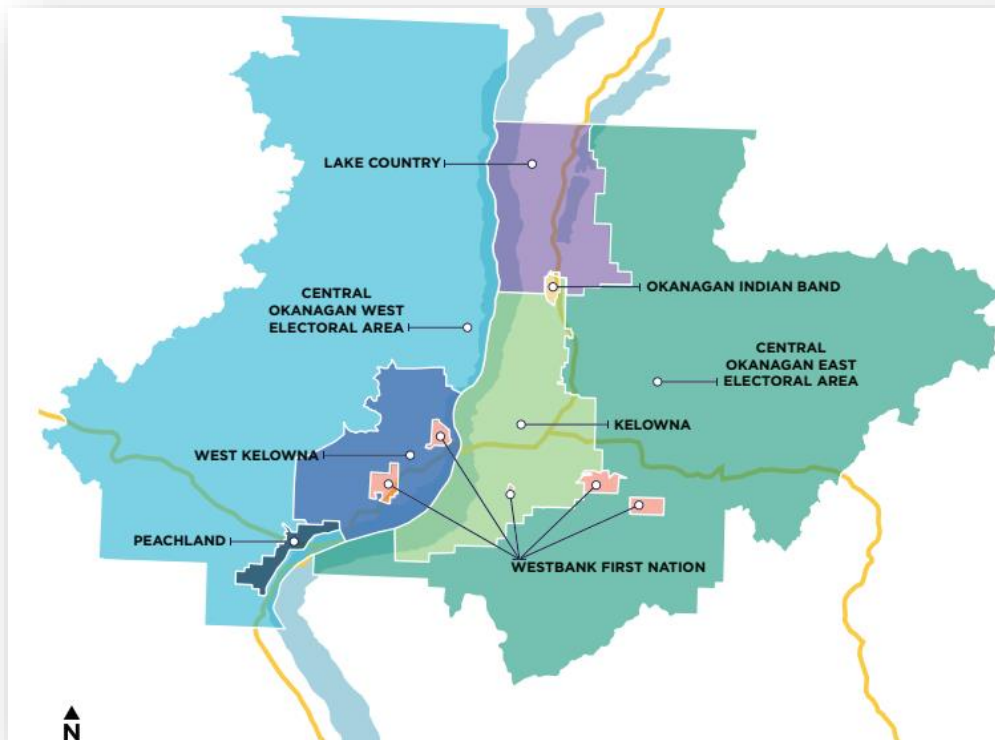 LAKE COUNTRY
OKANAGAN INDIAN BAND
CENTRAL
OKANAGAN WEST
ELECTORAL AREA
CENTRAL
OKANAGAN EAST
ELECTORAL AREA
KELOWNA
WEST KELOWNA
PEACHLAND
WESTBANK FIRST NATION
N